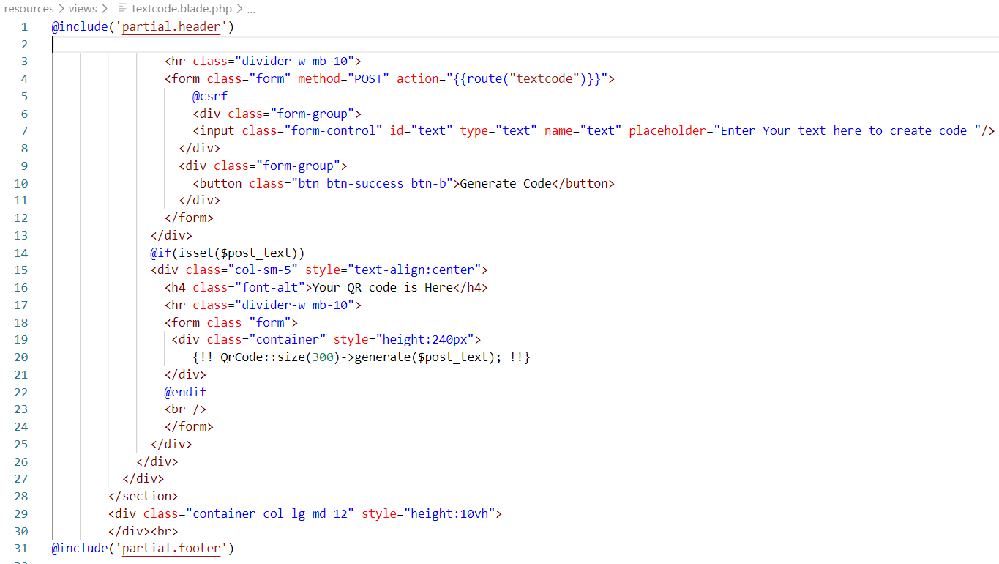 resources > views > textcode.blade.php > ...
1 @include('partial.header')
2
3 <hr class="divider-w mb-10">
4 <form class="form" method="POST" action="{{route("textcode")}}">
5 @csrf
6 <div class="form-group">
7 <input class="form-control" id="text" type="text" name="text" placeholder="Enter Your text here to create code "/>
8 </div>
9 <div class="form-group">
10 <button class="btn btn-success btn-b">Generate Code</button>
11 </div>
12 </form>
13 </div>
14 @if(isset($post_text))
15 <div class="col-sm-5" style="text-align:center">
16 <h4 class="font-alt">Your QR code is Here</h4>
17 <hr class="divider-w mb-10">
18 <form class="form">
19 <div class="container" style="height:240px">
20 {!! QrCode::size(300)->generate($post_text); !!}
21 </div>
22 @endif
23 <br />
24 </form>
25 </div>
26 </div>
27 </div>
28 </section>
29 <div class="container col lg md 12" style="height:10vh">
30 </div><br>
31 @include('partial.footer')